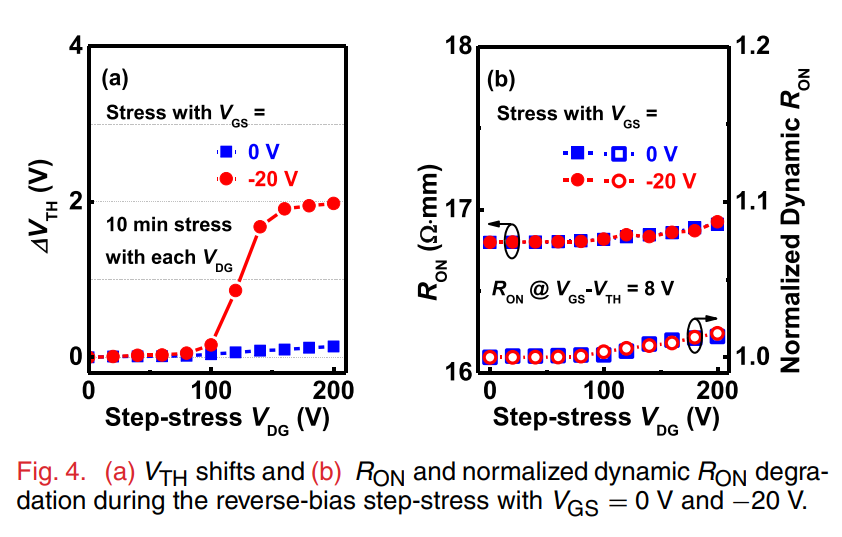 4
2
0
ΔV_TH (V)
(a)
Stress with V_GS =
0 V
-20 V
10 min stress
with each V_DG
0
100
200
Step-stress V_DG (V)
18
17
16
R_ON (Ω·mm)
(b)
Stress with V_GS =
0 V
-20 V
R_ON @ V_GS-V_TH = 8 V
0
100
200
Step-stress V_DG (V)
1.2
1.1
1.0
Normalized Dynamic R_ON
Fig. 4. (a) V_TH shifts and (b) R_ON and normalized dynamic R_ON degra-
dation during the reverse-bias step-stress with V_GS = 0 V and −20 V.